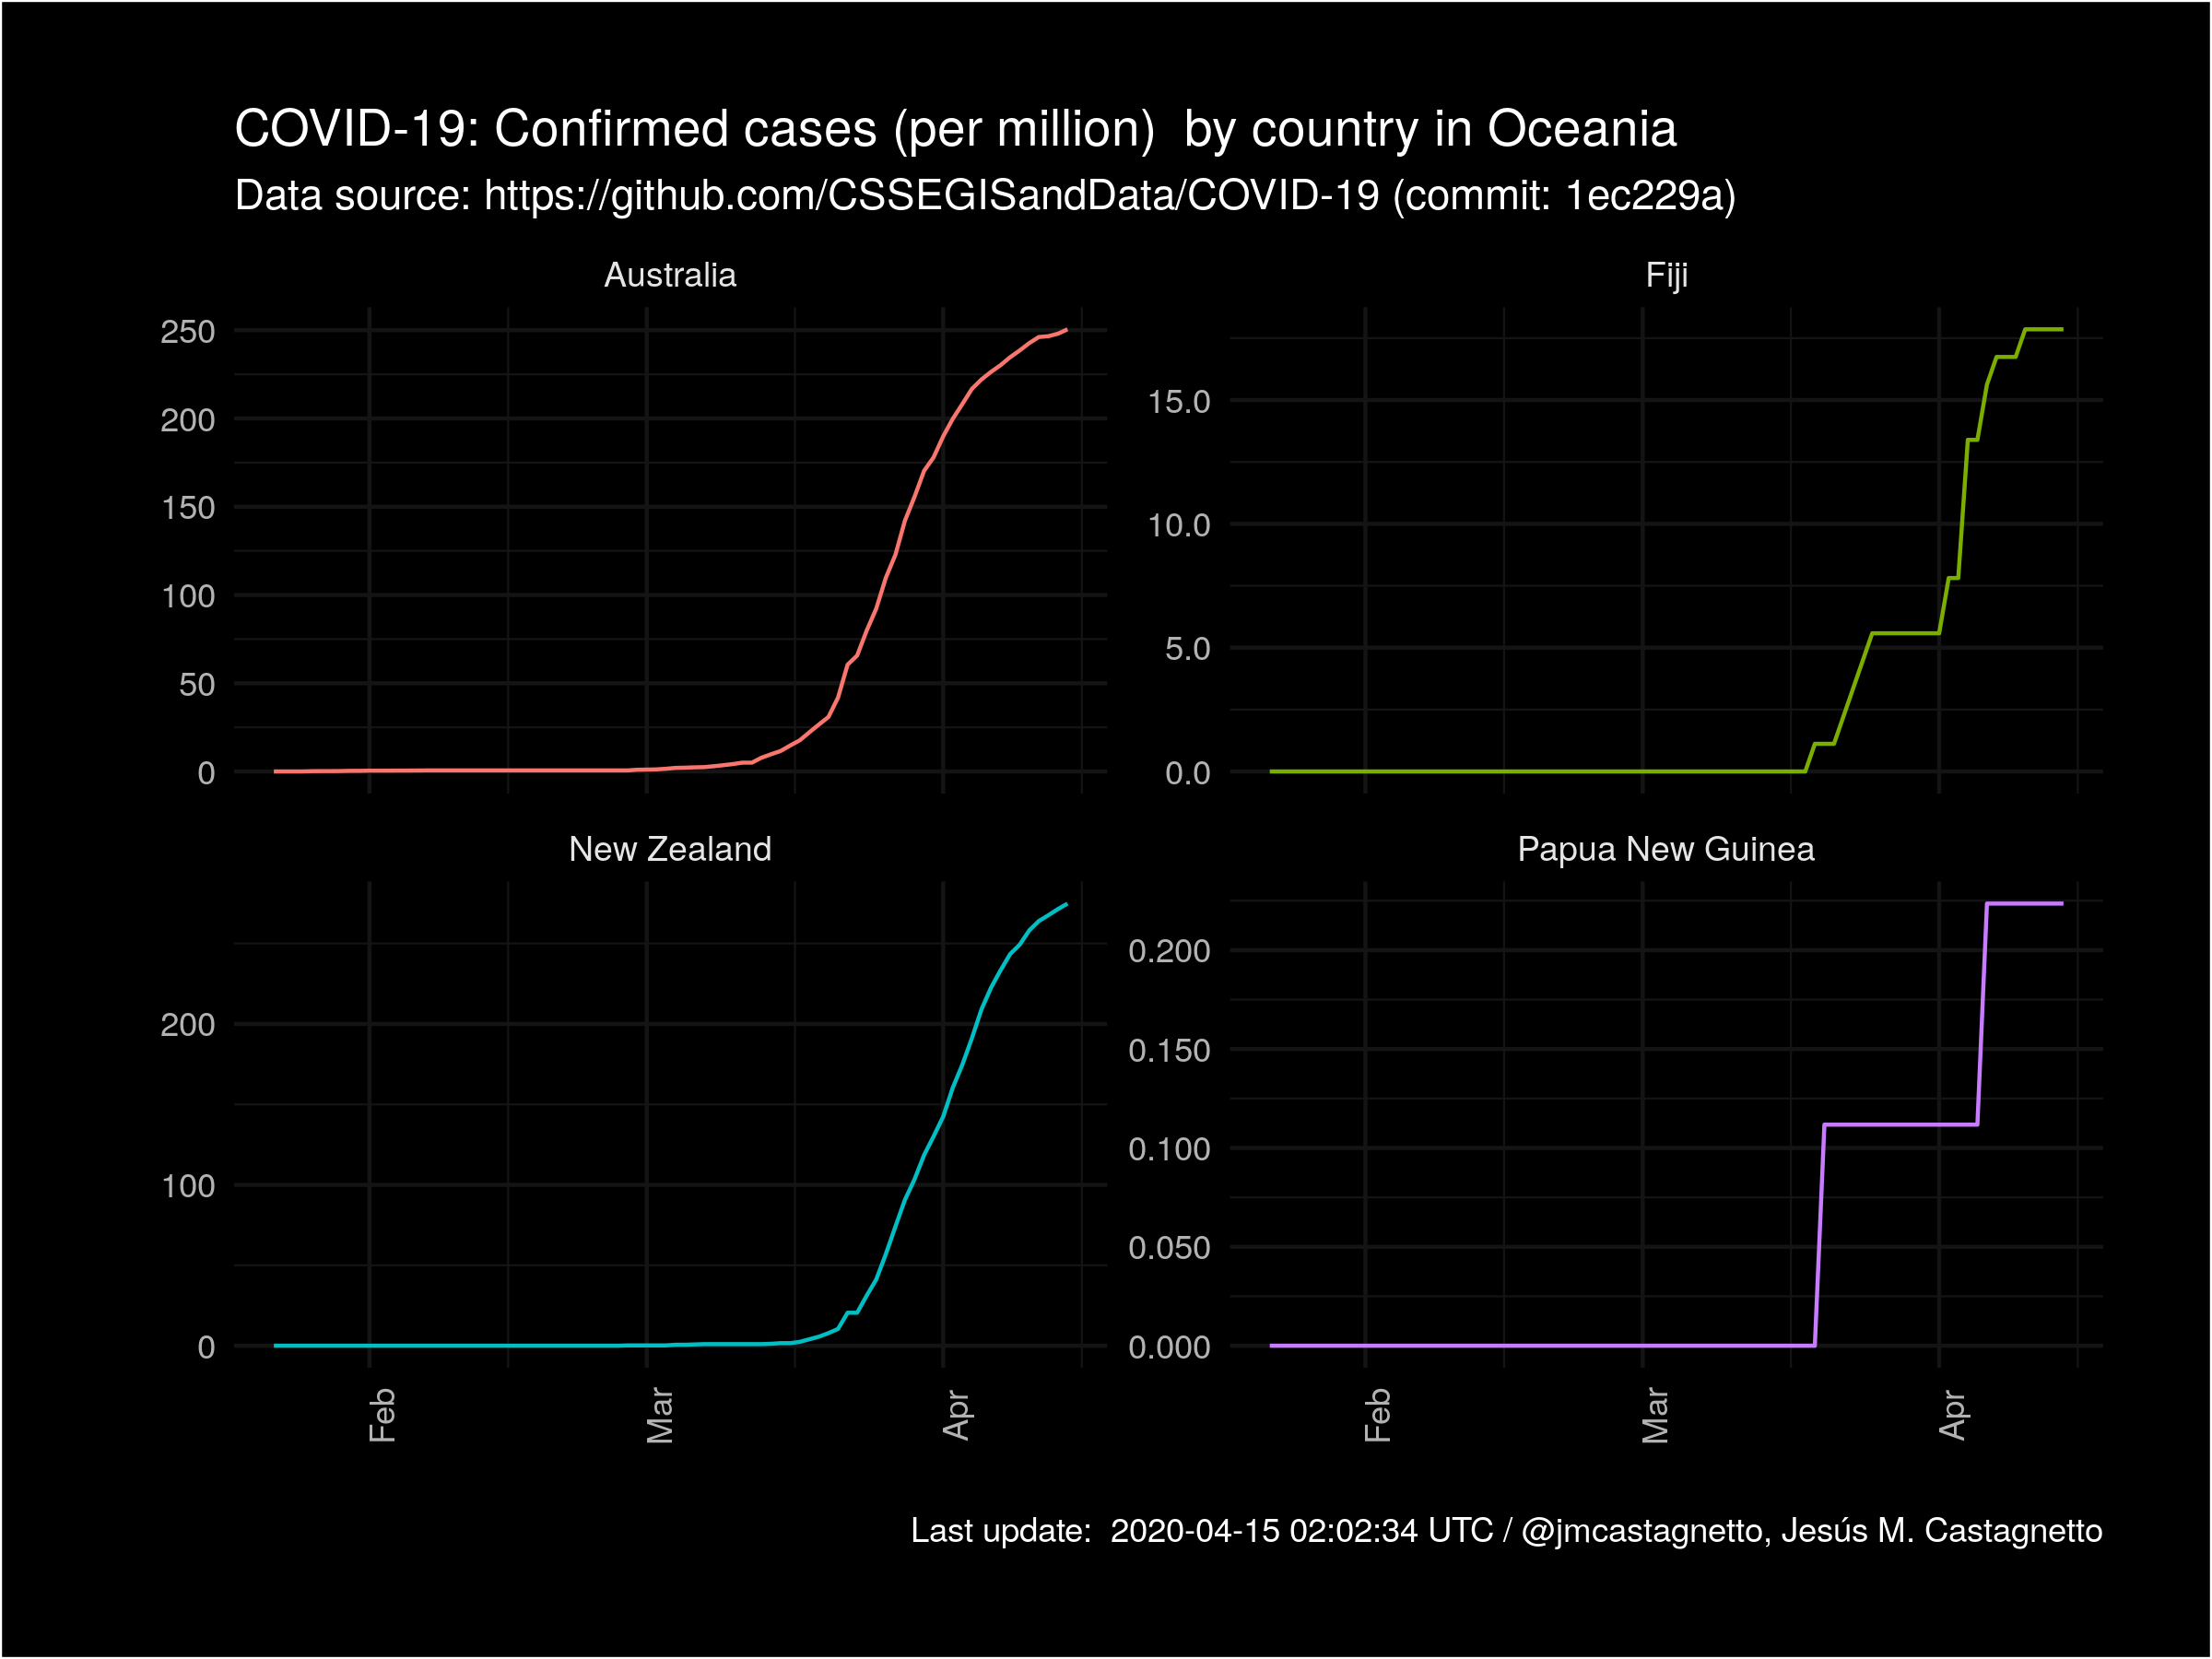 COVID-19: Confirmed cases (per million)  by country in Oceania
Data source: https://github.com/CSSEGISandData/COVID-19 (commit: 1ec229a)
Australia
250
200
150
100
50
0
Fiji
15.0
10.0
5.0
0.0
New Zealand
200
100
0
Feb
Mar
Apr
Papua New Guinea
0.200
0.150
0.100
0.050
0.000
Feb
Mar
Apr
Last update:  2020-04-15 02:02:34 UTC / @jmcastagnetto, Jesús M. Castagnetto